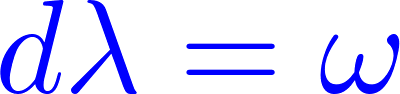 dλ = ω